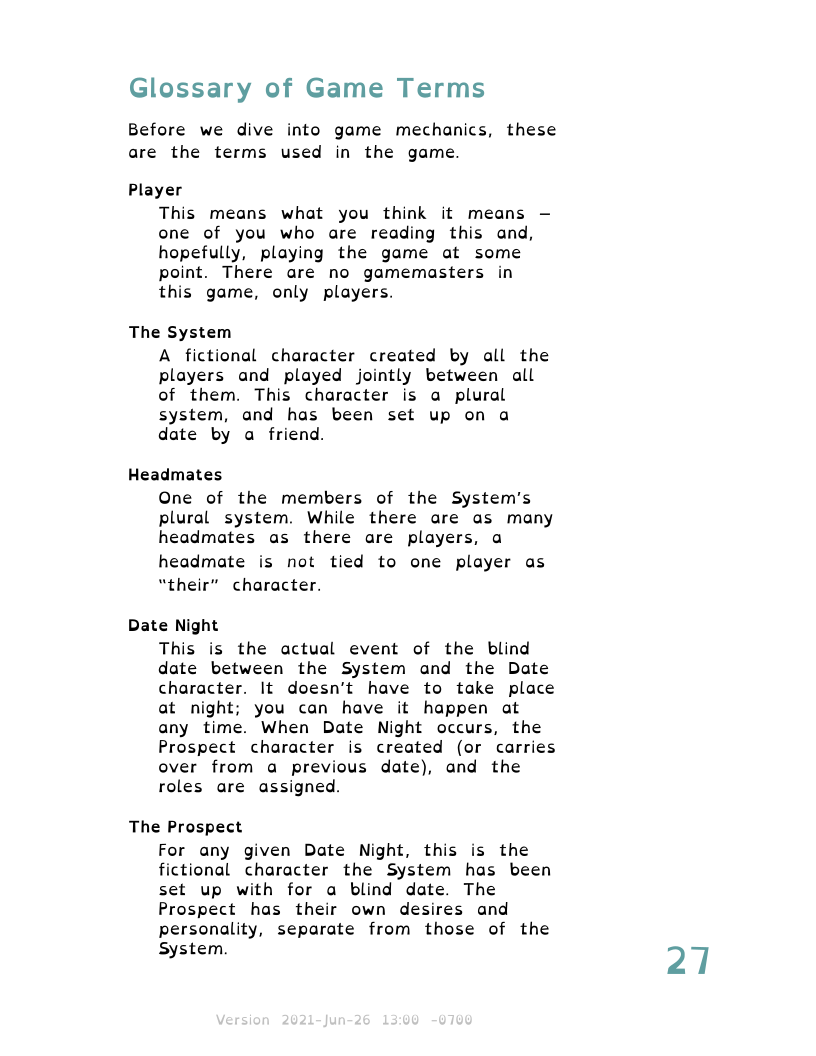 Glossary of Game Terms
Before we dive into game mechanics, these
are the terms used in the game.
Player
This means what you think it means –
one of you who are reading this and,
hopefully, playing the game at some
point. There are no gamemasters in
this game, only players.
The System
A fictional character created by all the
players and played jointly between all
of them. This character is a plural
system, and has been set up on a
date by a friend.
Headmates
One of the members of the System's
plural system. While there are as many
headmates as there are players, a
headmate is not tied to one player as
“their” character.
Date Night
This is the actual event of the blind
date between the System and the Date
character. It doesn't have to take place
at night; you can have it happen at
any time. When Date Night occurs, the
Prospect character is created (or carries
over from a previous date), and the
roles are assigned.
The Prospect
For any given Date Night, this is the
fictional character the System has been
set up with for a blind date. The
Prospect has their own desires and
personality, separate from those of the
System.
27
Version 2021-Jun-26 13:00 -0700